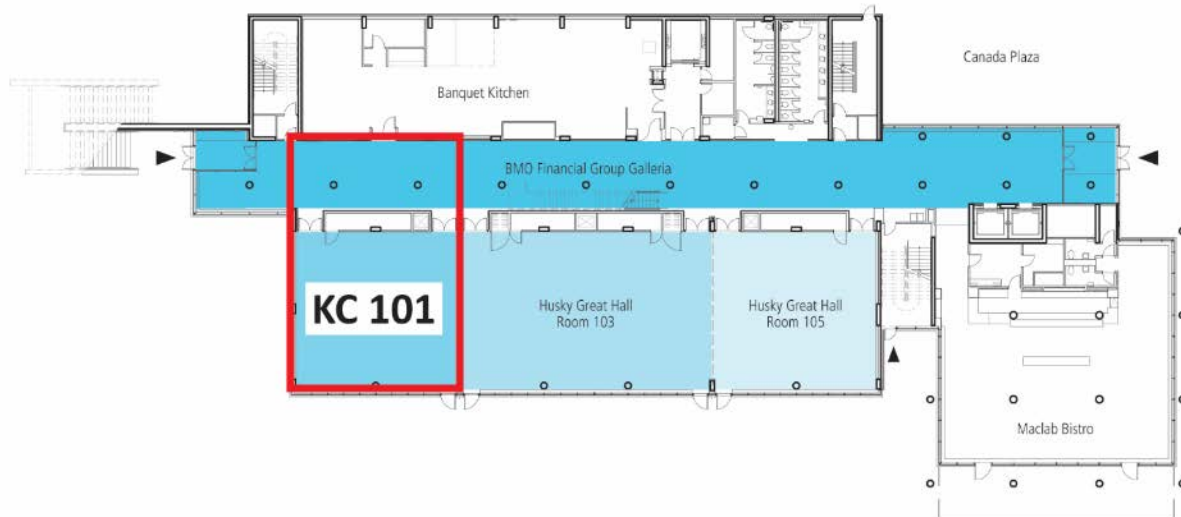 Canada Plaza
Banquet Kitchen
BMO Financial Group Galleria
KC 101
Husky Great Hall
Room 103
Husky Great Hall
Room 105
Maclab Bistro